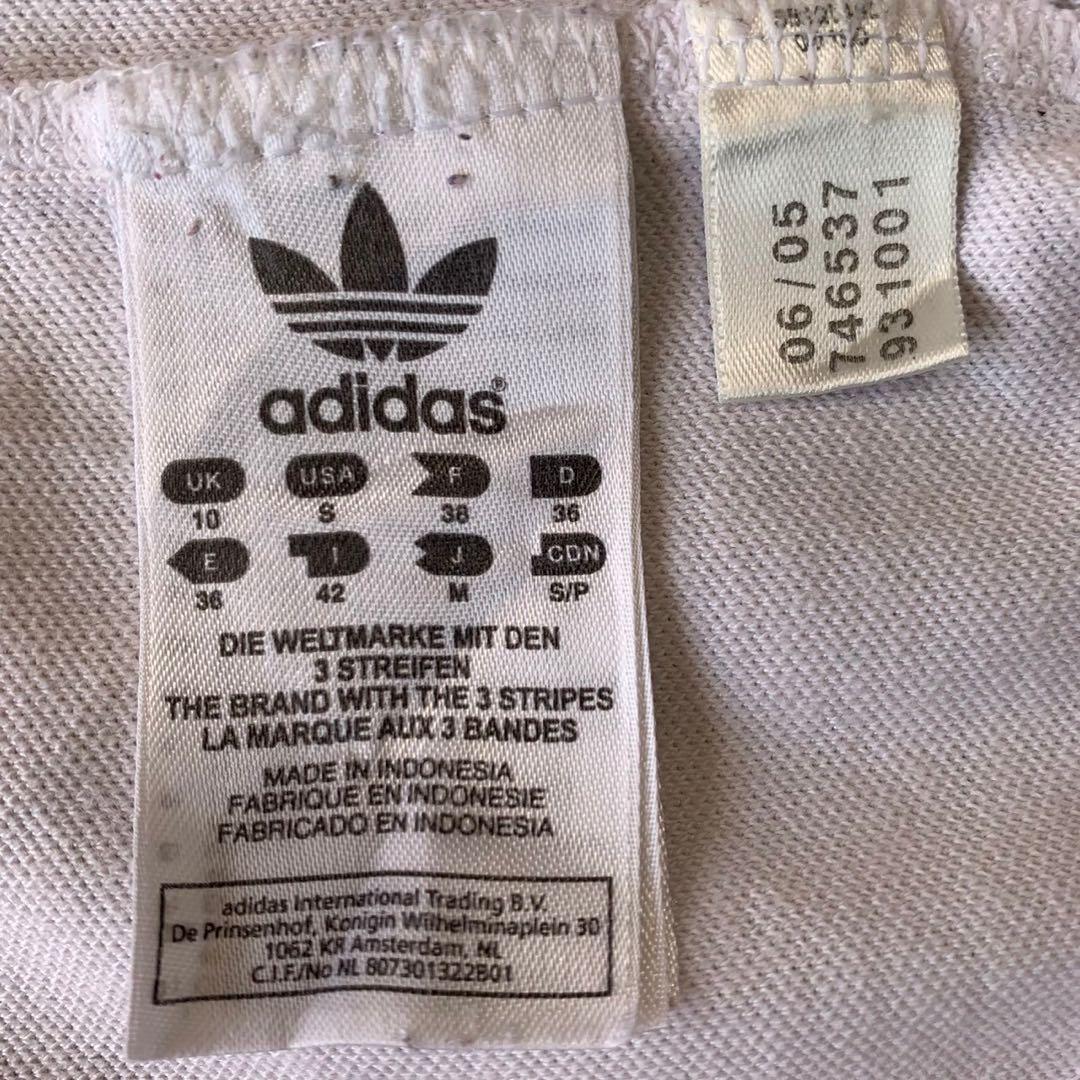 adidas®
UK USA F D
10 S 38 36
E I J CDN
36 42 M S/P
DIE WELTMARKE MIT DEN
3 STREIFEN
THE BRAND WITH THE 3 STRIPES
LA MARQUE AUX 3 BANDES
MADE IN INDONESIA
FABRIQUE EN INDONESIE
FABRICADO EN INDONESIA
adidas International Trading B.V.
De Prinsenhof, Konigin Wilhelminaplein 30
1062 KR Amsterdam, NL
C.I.F./No NL 807301322B01
06/05
746537
931001